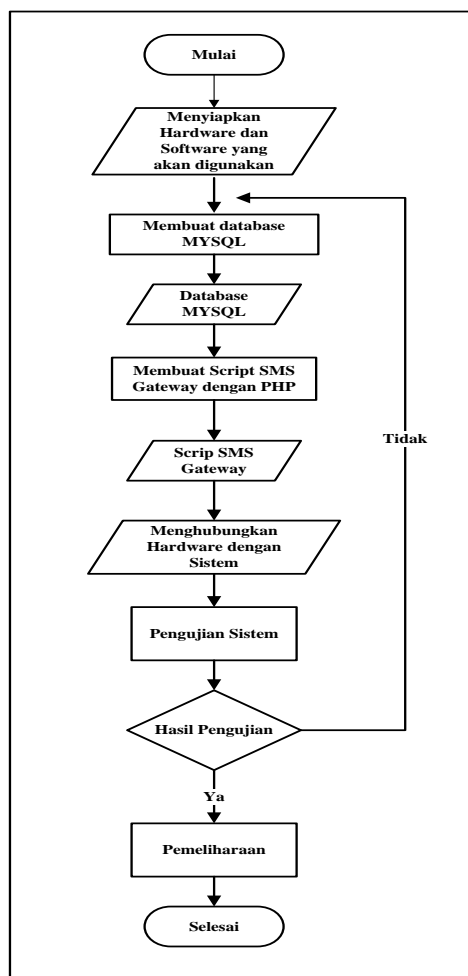 Mulai
Menyiapkan
Hardware dan
Software yang
akan digunakan
Membuat database
MYSQL
Database
MYSQL
Membuat Script SMS
Gateway dengan PHP
Tidak
Scrip SMS
Gateway
Menghubungkan
Hardware dengan
Sistem
Pengujian Sistem
Hasil Pengujian
Ya
Pemeliharaan
Selesai